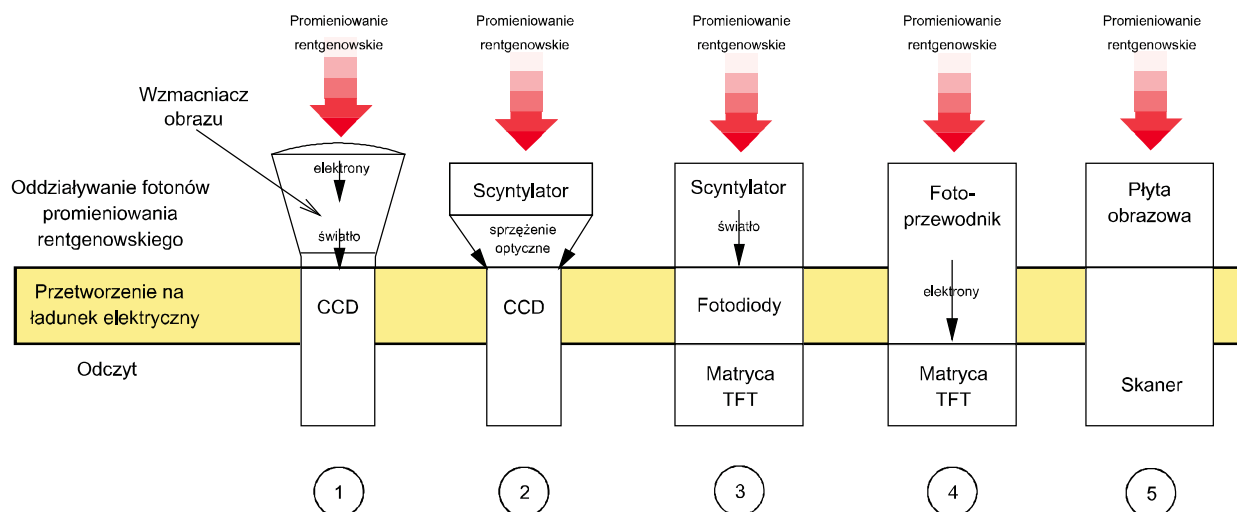 Promieniowanie
rentgenowskie
Promieniowanie
rentgenowskie
Promieniowanie
rentgenowskie
Promieniowanie
rentgenowskie
Promieniowanie
rentgenowskie
Wzmacniacz
obrazu
Oddziaływanie fotonów
promieniowania
rentgenowskiego
elektrony
światło
Scyntylator
sprzężenie
optyczne
Scyntylator
światło
Foto-
przewodnik
elektrony
Płyta
obrazowa
Przetworzenie na
ładunek elektryczny
CCD
CCD
Fotodiody
Odczyt
Matryca
TFT
Matryca
TFT
Skaner
1
2
3
4
5